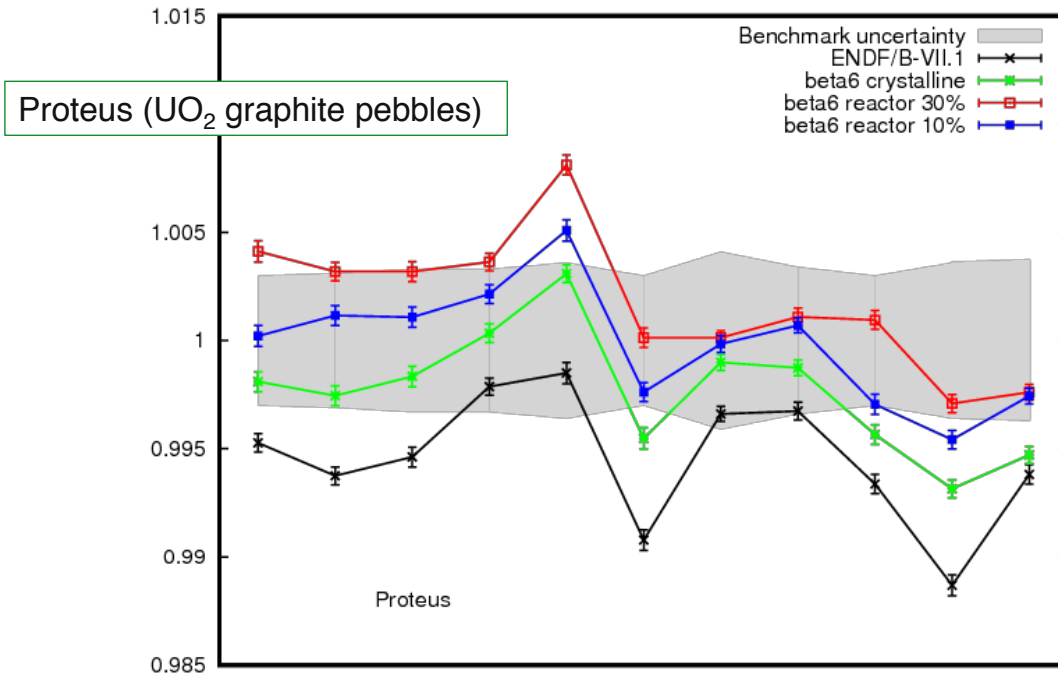 1.015
Benchmark uncertainty
ENDF/B-VII.1
beta6 crystalline
beta6 reactor 30%
beta6 reactor 10%
Proteus (UO₂ graphite pebbles)
1.005
1
0.995
0.99
Proteus
0.985